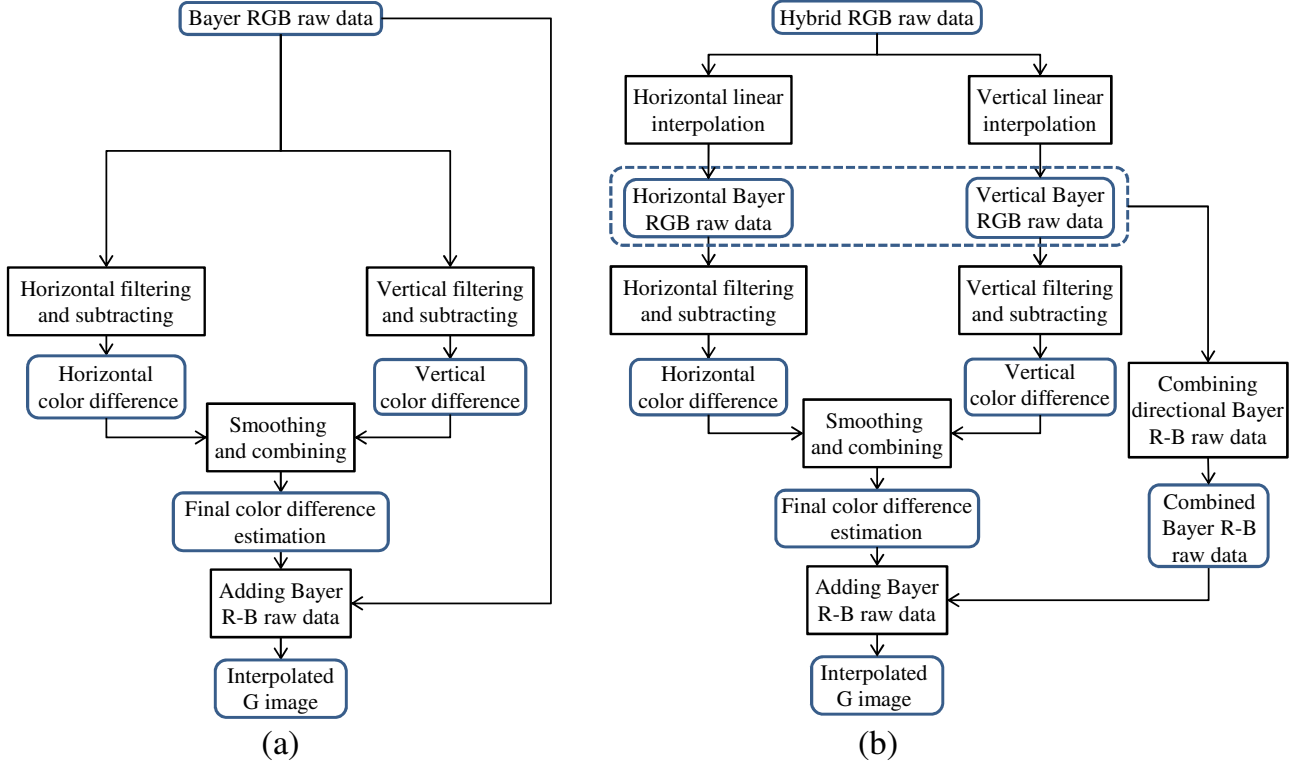 Bayer RGB raw data
Horizontal filtering
and subtracting
Vertical filtering
and subtracting
Horizontal
color difference
Vertical
color difference
Smoothing
and combining
Final color difference
estimation
Adding Bayer
R-B raw data
Interpolated
G image
(a)
Hybrid RGB raw data
Horizontal linear
interpolation
Vertical linear
interpolation
Horizontal Bayer
RGB raw data
Vertical Bayer
RGB raw data
Horizontal filtering
and subtracting
Vertical filtering
and subtracting
Horizontal
color difference
Vertical
color difference
Combining
directional Bayer
R-B raw data
Smoothing
and combining
Final color difference
estimation
Combined
Bayer R-B
raw data
Adding Bayer
R-B raw data
Interpolated
G image
(b)